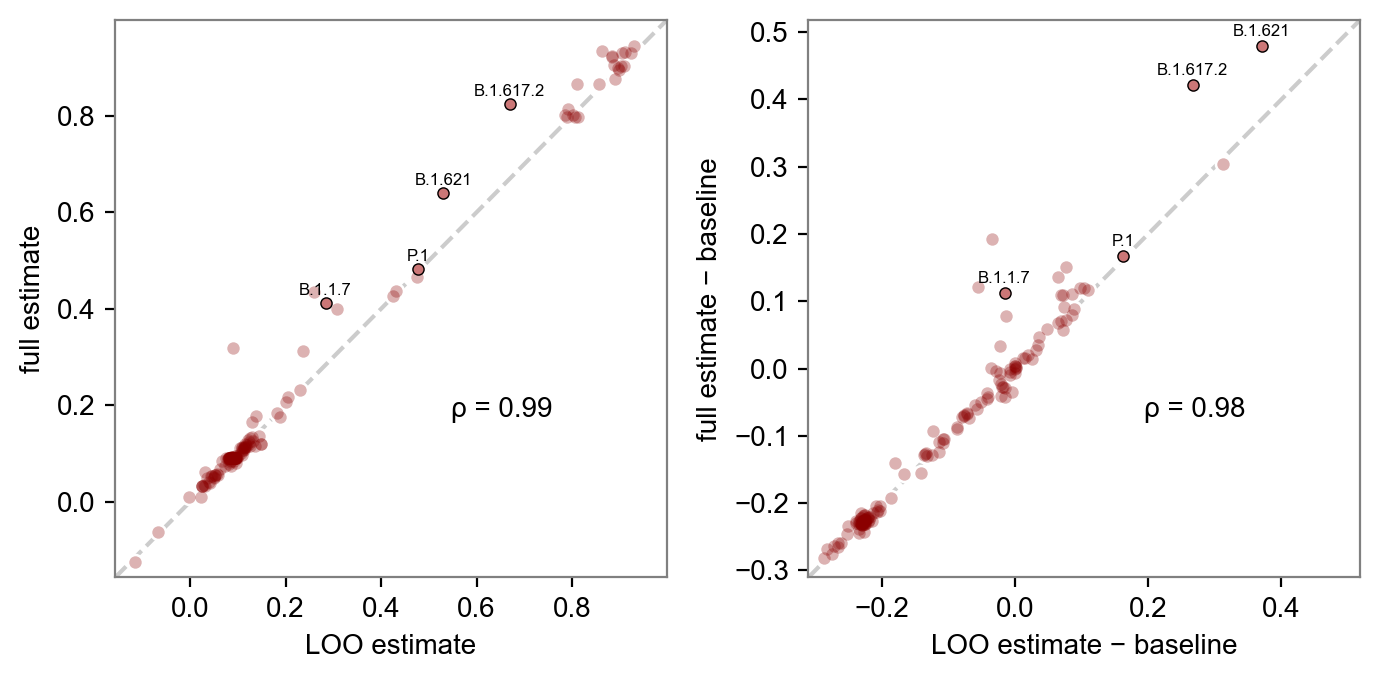 full estimate
0.8
0.6
0.4
0.2
0.0
B.1.617.2
B.1.621
P.1
B.1.1.7
ρ = 0.99
0.0 0.2 0.4 0.6 0.8
LOO estimate
full estimate − baseline
0.5
0.4
0.3
0.2
0.1
0.0
−0.1
−0.2
−0.3
B.1.621
B.1.617.2
P.1
B.1.1.7
ρ = 0.98
−0.2 0.0 0.2 0.4
LOO estimate − baseline